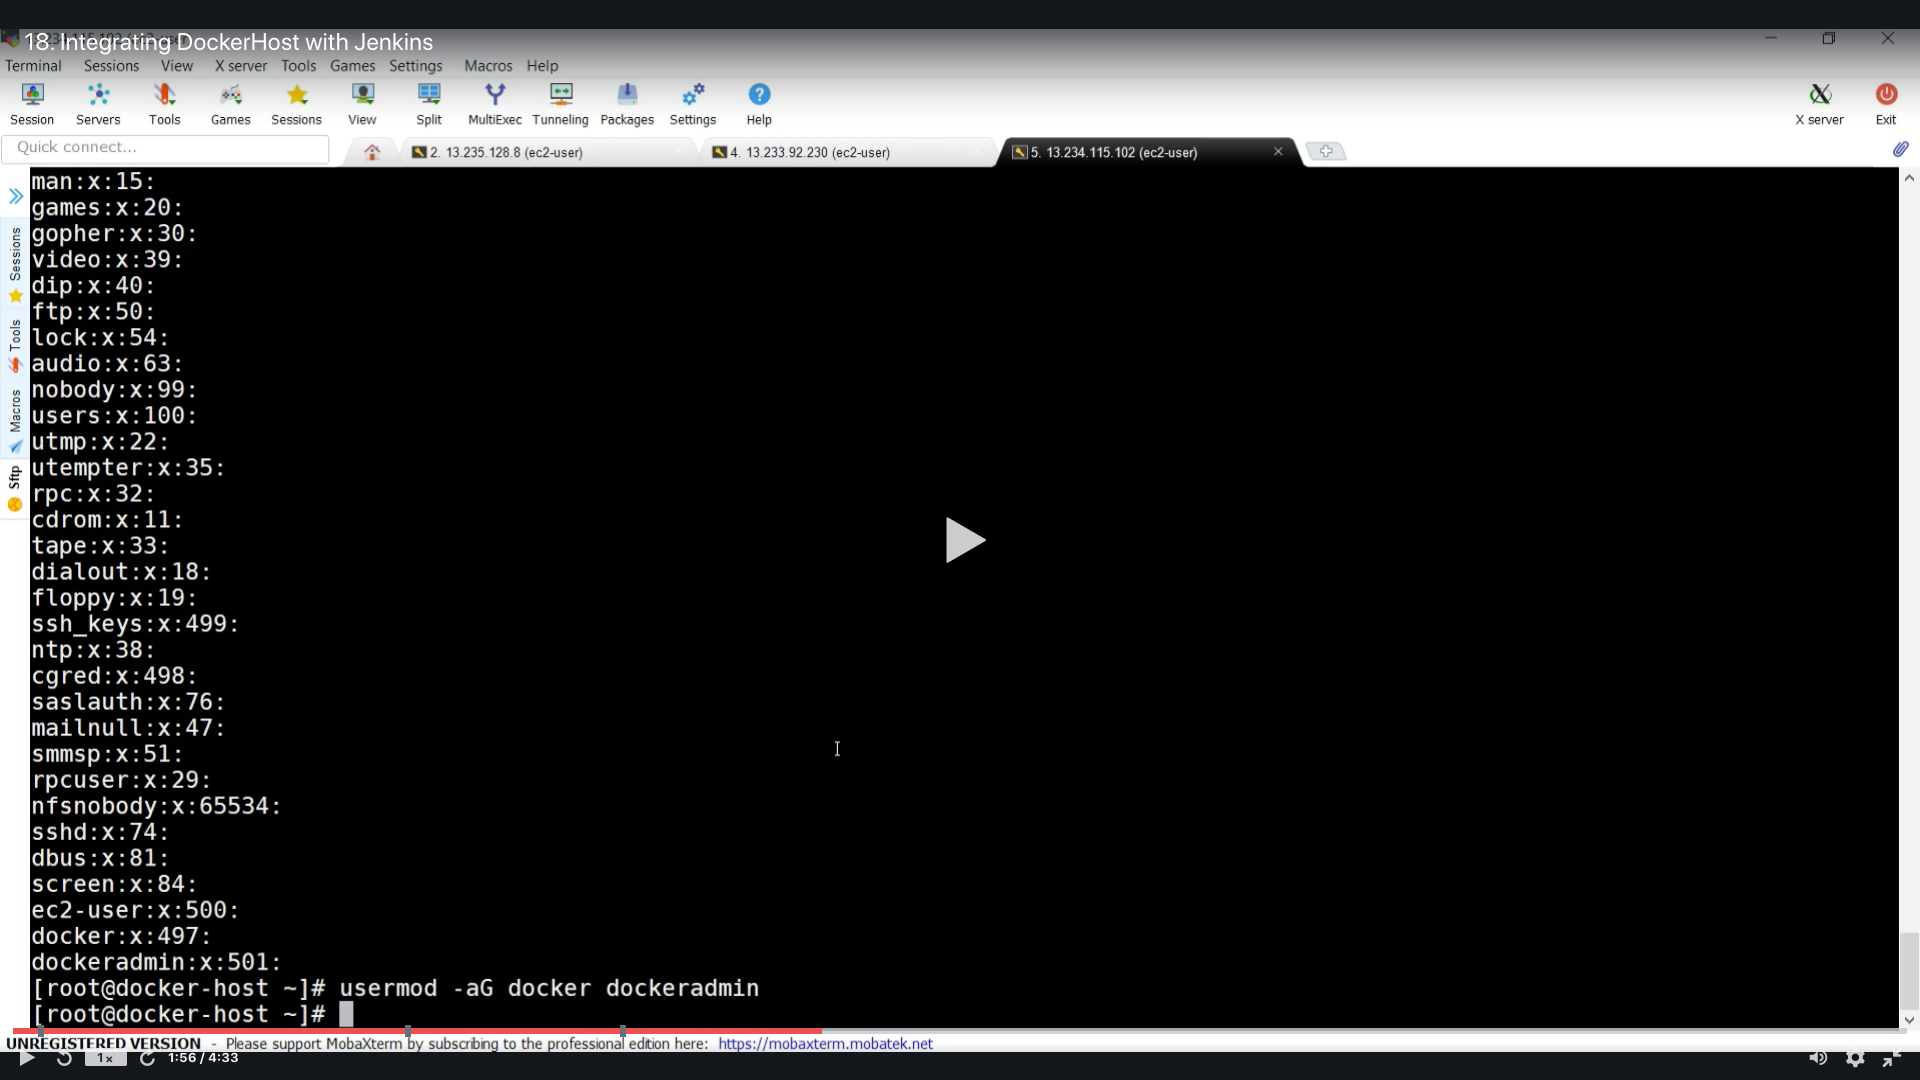 18. Integrating DockerHost with Jenkins
Terminal Sessions View X server Tools Games Settings Macros Help
Session Servers Tools Games Sessions View Split MultiExec Tunneling Packages Settings Help X server Exit
Quick connect...
2. 13.235.128.8 (ec2-user)
4. 13.233.92.230 (ec2-user)
5. 13.234.115.102 (ec2-user)
Sessions
Tools
Macros
Sftp
man:x:15:
games:x:20:
gopher:x:30:
video:x:39:
dip:x:40:
ftp:x:50:
lock:x:54:
audio:x:63:
nobody:x:99:
users:x:100:
utmp:x:22:
utempter:x:35:
rpc:x:32:
cdrom:x:11:
tape:x:33:
dialout:x:18:
floppy:x:19:
ssh_keys:x:499:
ntp:x:38:
cgred:x:498:
saslauth:x:76:
mailnull:x:47:
smmsp:x:51:
rpcuser:x:29:
nfsnobody:x:65534:
sshd:x:74:
dbus:x:81:
screen:x:84:
ec2-user:x:500:
docker:x:497:
dockeradmin:x:501:
[root@docker-host ~]# usermod -aG docker dockeradmin
[root@docker-host ~]#
UNREGISTERED VERSION - Please support MobaXterm by subscribing to the professional edition here: https://mobaxterm.mobatek.net
1x 1:56 / 4:33